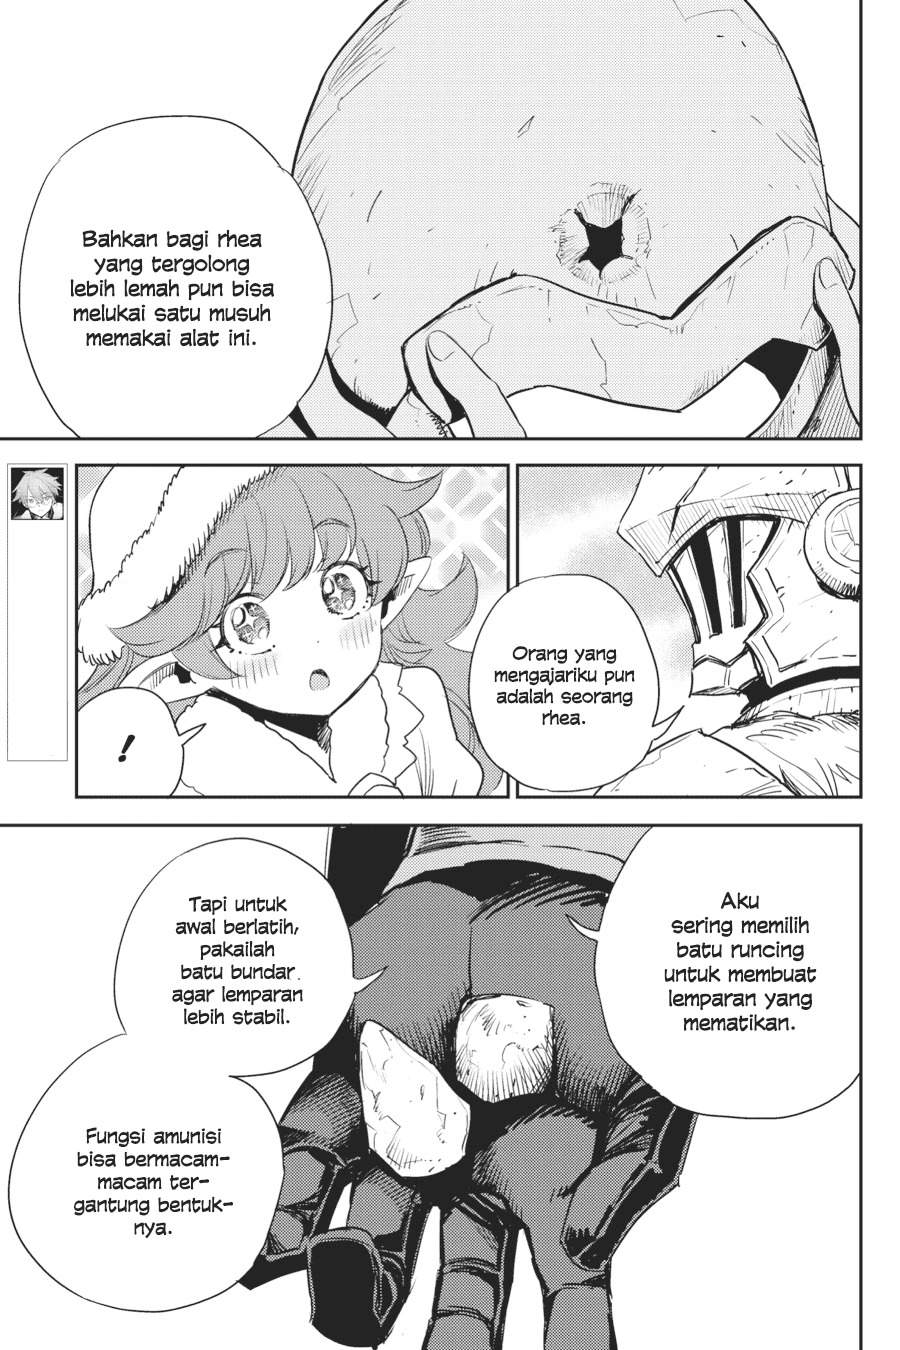 Bahkan bagi rhea
yang tergolong
lebih lemah pun bisa
melukai satu musuh
memakai alat ini.
Orang yang
mengajariku pun
adalah seorang
rhea.
!
Aku
sering memilih
batu runcing
untuk membuat
lemparan yang
mematikan.
Tapi untuk
awal berlatih,
pakailah
batu bundar
agar lemparan
lebih stabil.
Fungsi amunisi
bisa bermacam-
macam ter-
gantung bentuk-
nya.